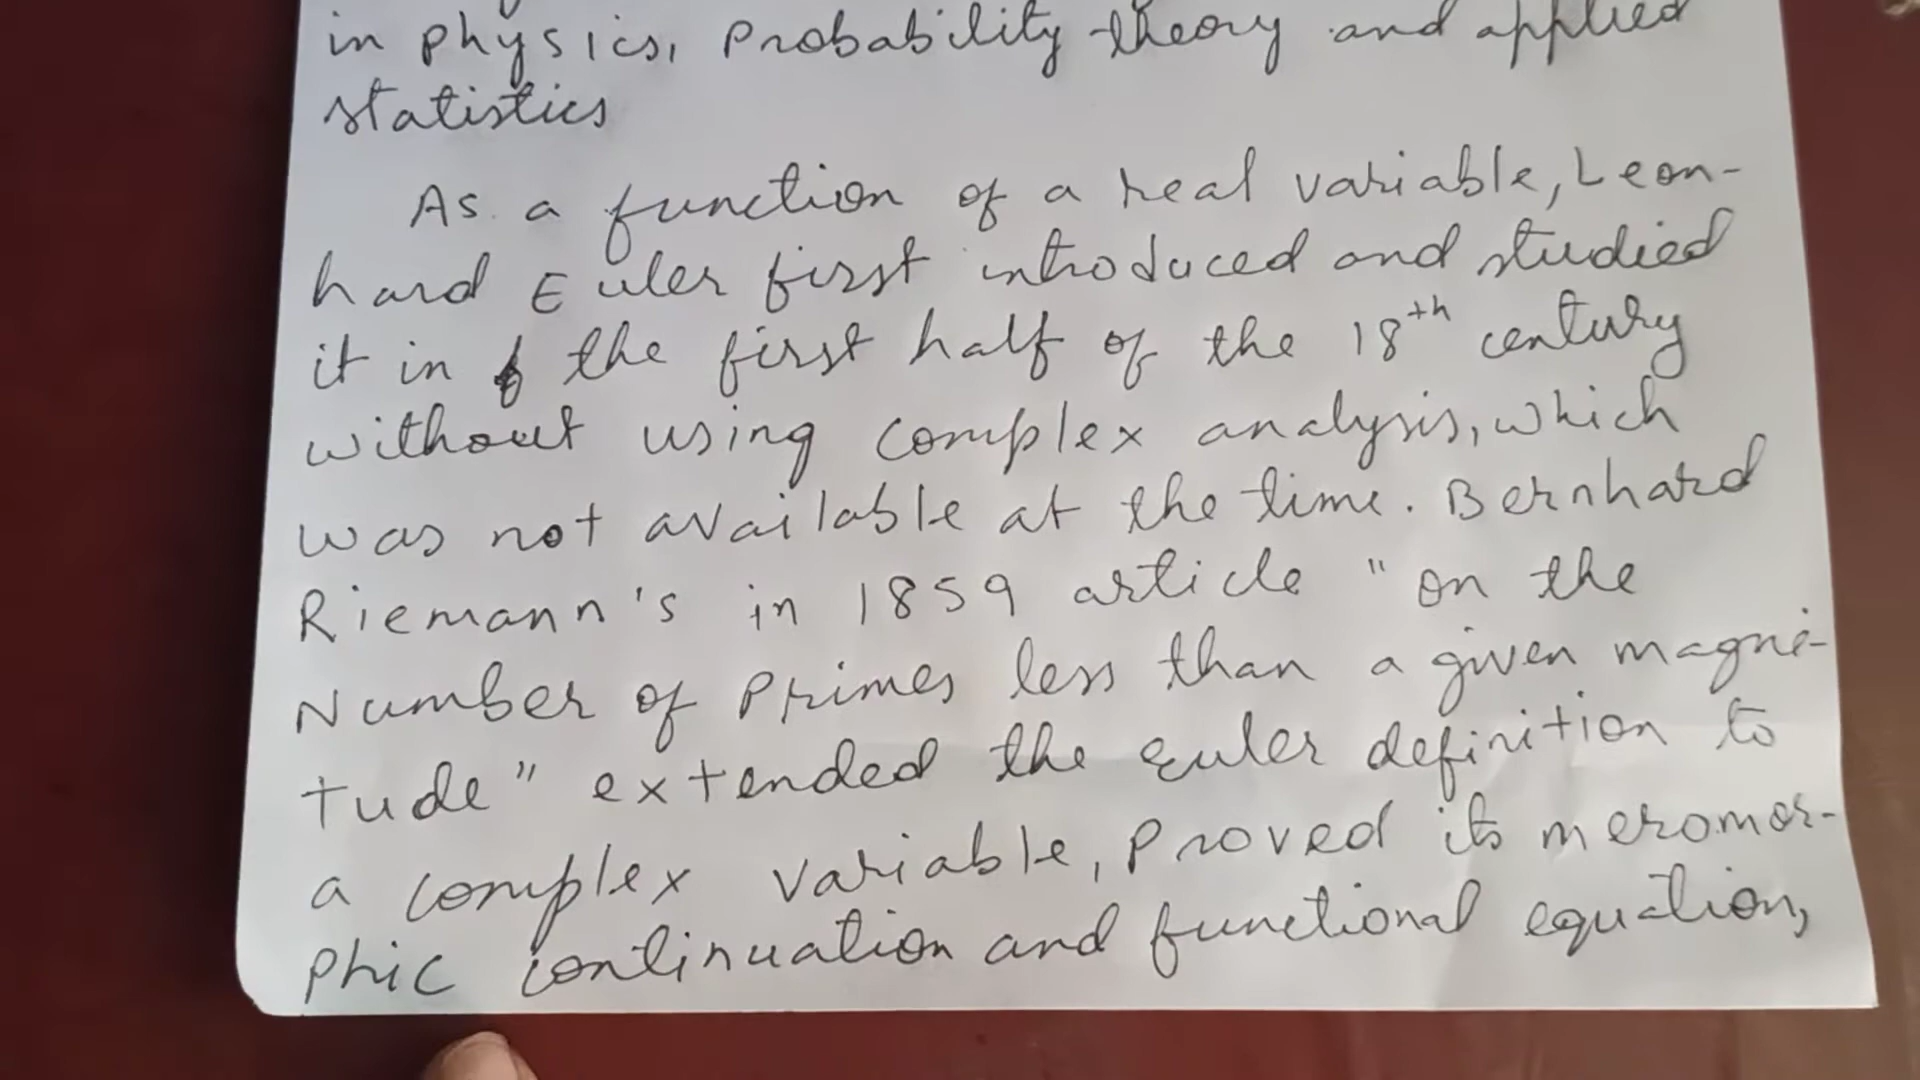 in physics, Probability theory and applied
statistics
As a function of a real variable, Leon-
hard Euler first introduced and studied
it in the first half of the 18th century
without using complex analysis, which
was not available at the time. Bernhard
Riemann's in 1859 article "on the
Number of Primes less than a given magni-
tude" extended the Euler definition to
a complex variable, Proved its meromor-
phic continuation and functional equation,